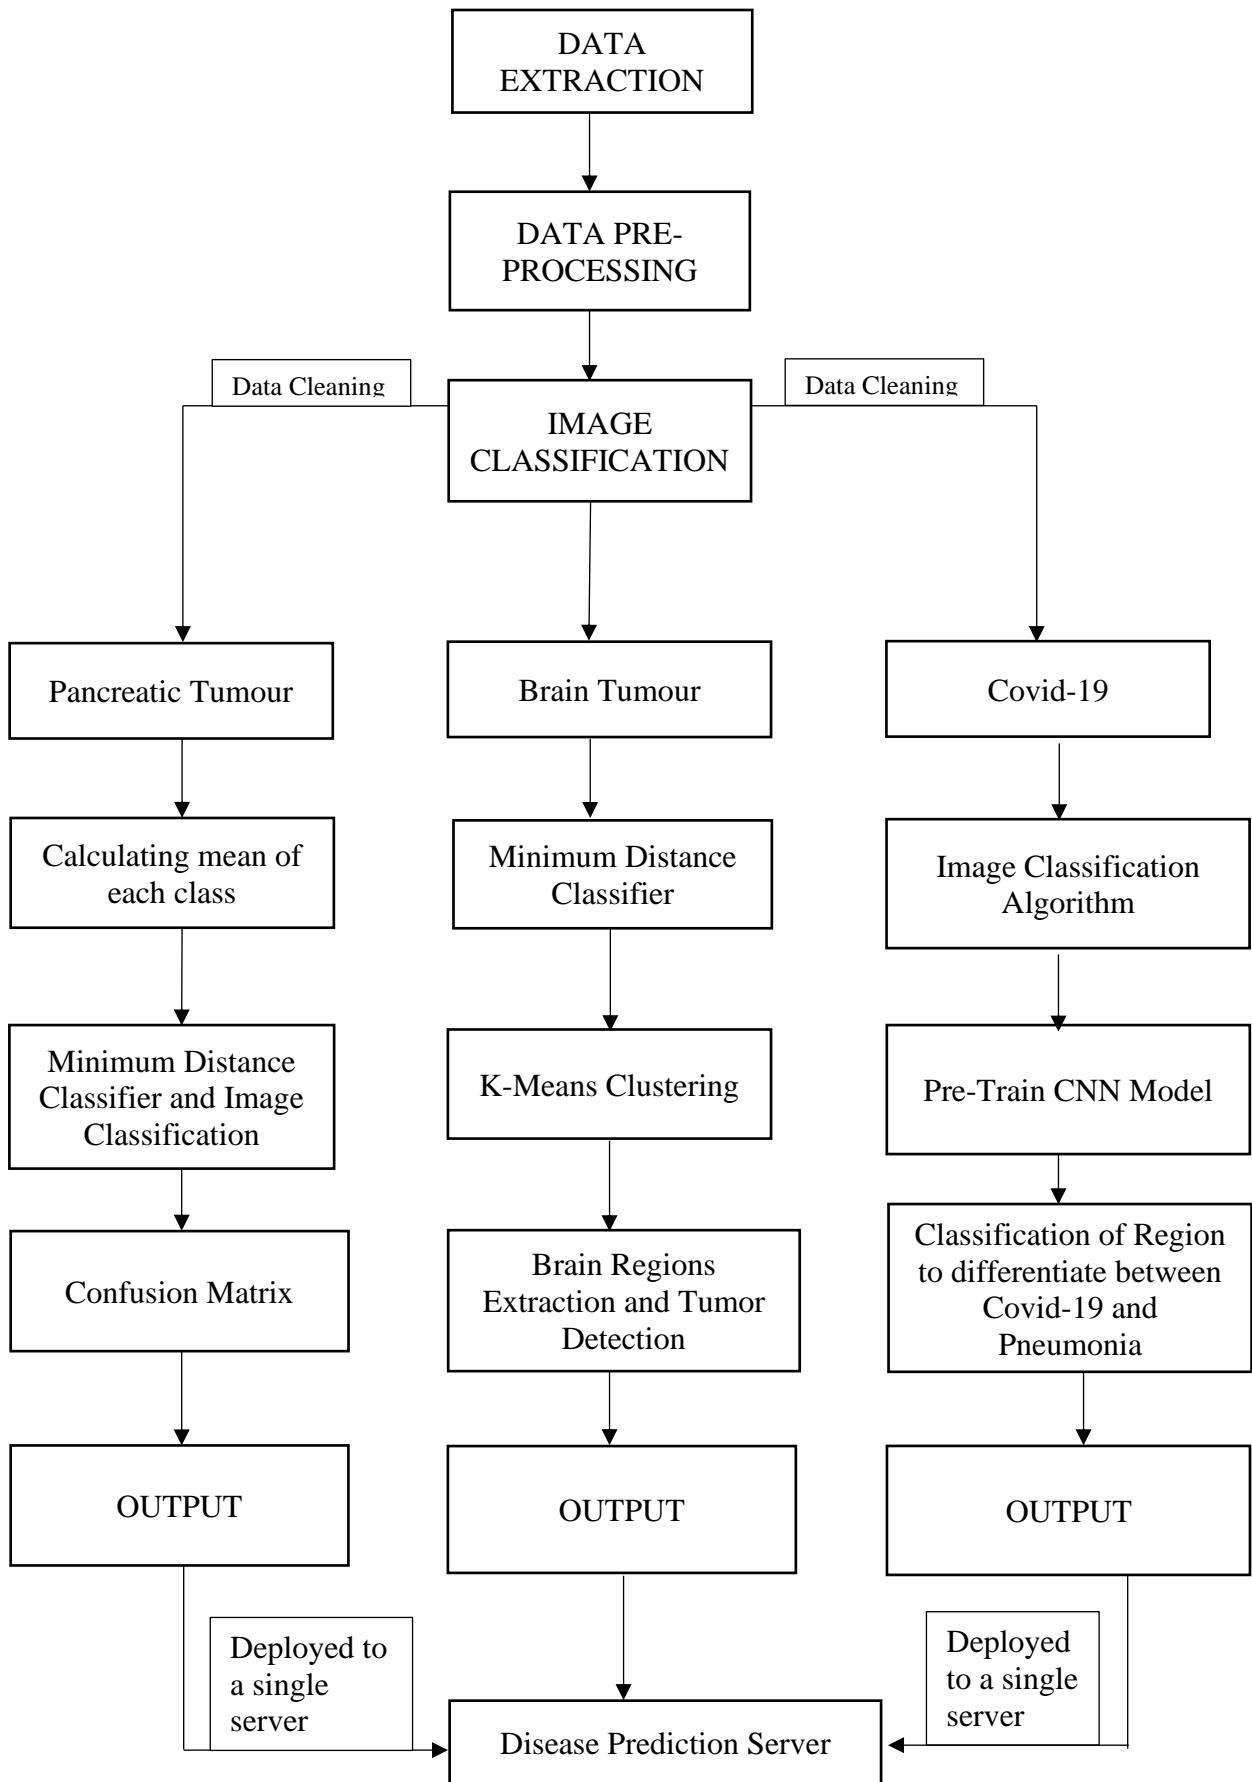 DATA
EXTRACTION
DATA PRE-
PROCESSING
Data Cleaning
Data Cleaning
IMAGE
CLASSIFICATION
Pancreatic Tumour
Brain Tumour
Covid-19
Calculating mean of
each class
Minimum Distance
Classifier
Image Classification
Algorithm
Minimum Distance
Classifier and Image
Classification
K-Means Clustering
Pre-Train CNN Model
Confusion Matrix
Brain Regions
Extraction and Tumor
Detection
Classification of Region
to differentiate between
Covid-19 and
Pneumonia
OUTPUT
OUTPUT
OUTPUT
Deployed to
a single
server
Deployed
to a single
server
Disease Prediction Server